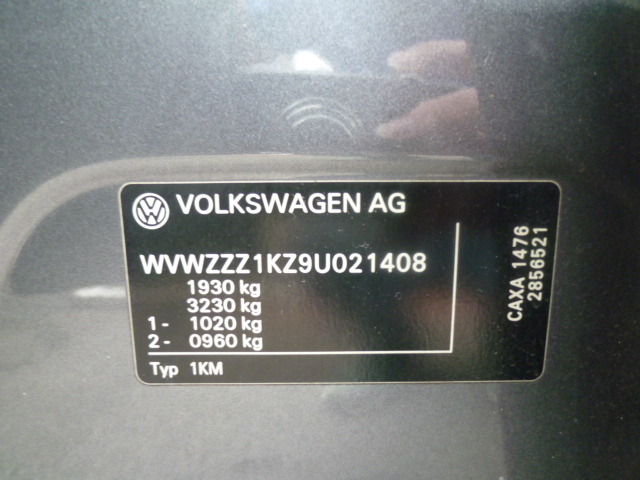 VOLKSWAGEN AG
WVWZZZ1KZ9U021408
1930 kg
3230 kg
1 - 1020 kg
2 - 0960 kg
Typ 1KM
CAXA 1476
2856521